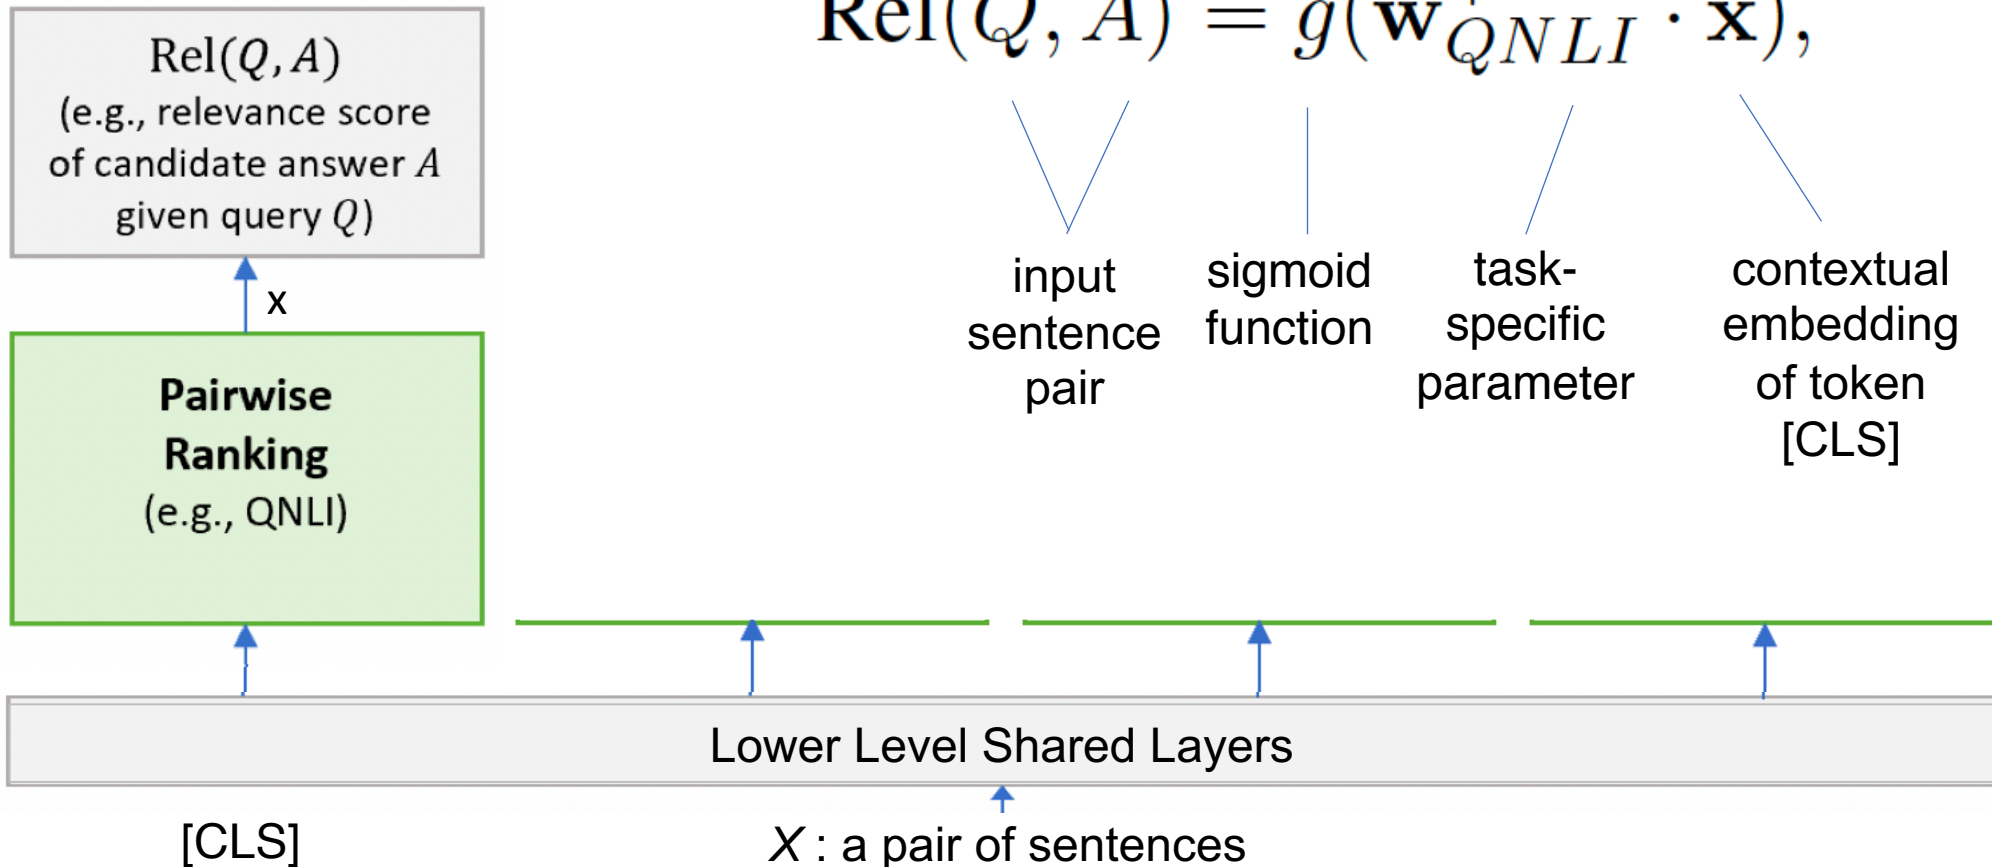 Rel(Q, A) = g(w_QNLI · x),
Rel(Q, A)
(e.g., relevance score
of candidate answer A
given query Q)
x
Pairwise
Ranking
(e.g., QNLI)
input
sentence
pair
sigmoid
function
task-
specific
parameter
contextual
embedding
of token
[CLS]
Lower Level Shared Layers
[CLS]
X : a pair of sentences